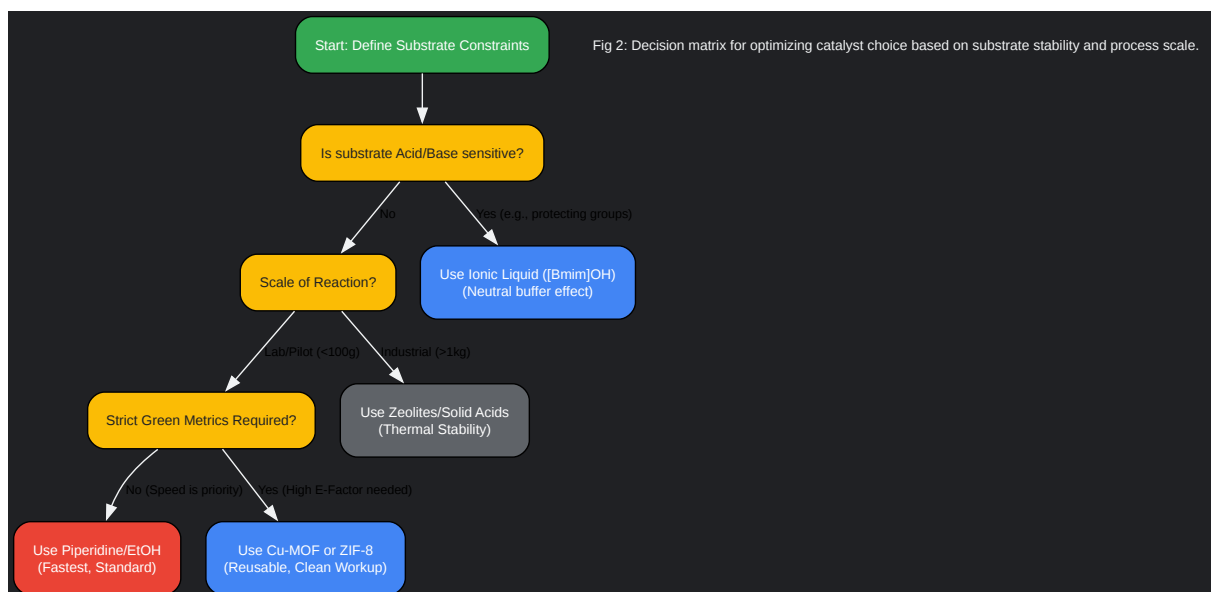 Start: Define Substrate Constraints
Fig 2: Decision matrix for optimizing catalyst choice based on substrate stability and process scale.
Is substrate Acid/Base sensitive?
No
Yes (e.g., protecting groups)
Scale of Reaction?
Use Ionic Liquid ([Bmim]OH)
(Neutral buffer effect)
Lab/Pilot (<100g)
Industrial (>1kg)
Strict Green Metrics Required?
Use Zeolites/Solid Acids
(Thermal Stability)
No (Speed is priority)
Yes (High E-Factor needed)
Use Piperidine/EtOH
(Fastest, Standard)
Use Cu-MOF or ZIF-8
(Reusable, Clean Workup)